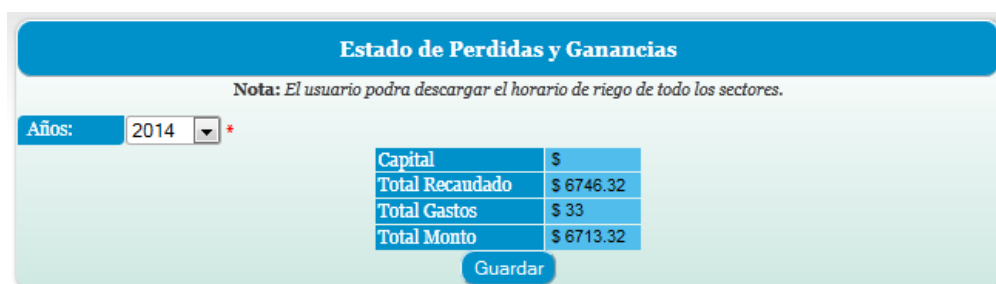 Estado de Perdidas y Ganancias
Nota: El usuario podra descargar el horario de riego de todo los sectores.
Años: 2014 *
Capital $
Total Recaudado $ 6746.32
Total Gastos $ 33
Total Monto $ 6713.32
Guardar